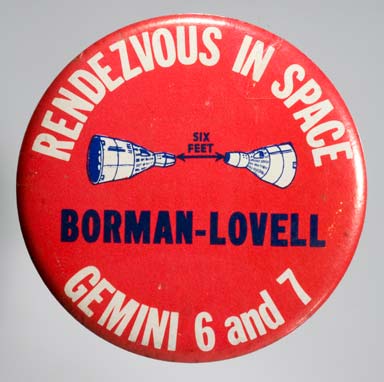 RENDEZVOUS IN SPACE
SIX
FEET
BORMAN-LOVELL
GEMINI 6 and 7